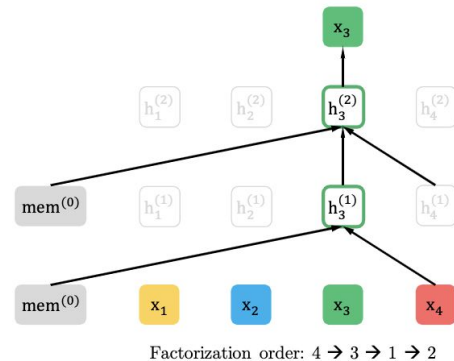 x₃
h₁⁽²⁾ h₂⁽²⁾ h₃⁽²⁾ h₄⁽²⁾
mem⁽⁰⁾ h₁⁽¹⁾ h₂⁽¹⁾ h₃⁽¹⁾ h₄⁽¹⁾
mem⁽⁰⁾ x₁ x₂ x₃ x₄
Factorization order: 4 → 3 → 1 → 2